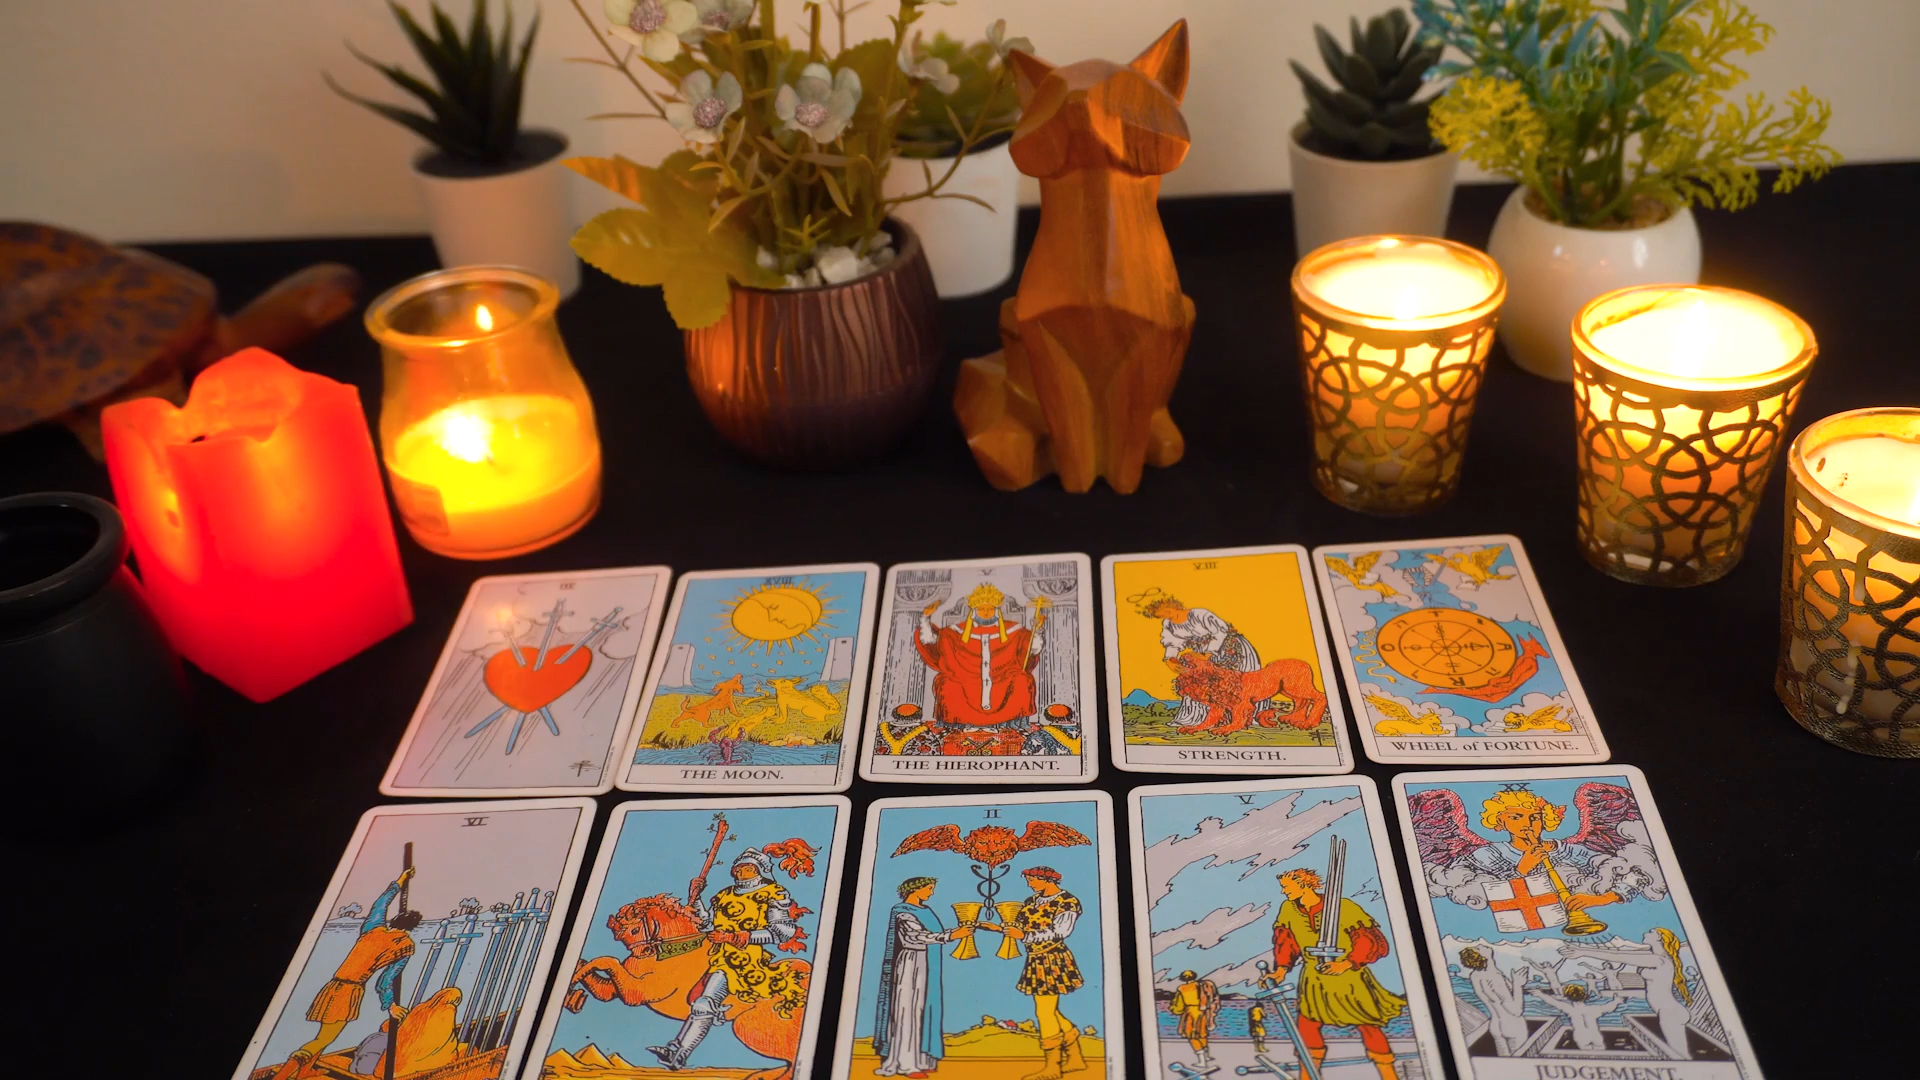 III
XVIII
V
VIII
THE MOON.
THE HIEROPHANT.
STRENGTH.
WHEEL of FORTUNE.
VI
II
V
XX
JUDGEMENT.